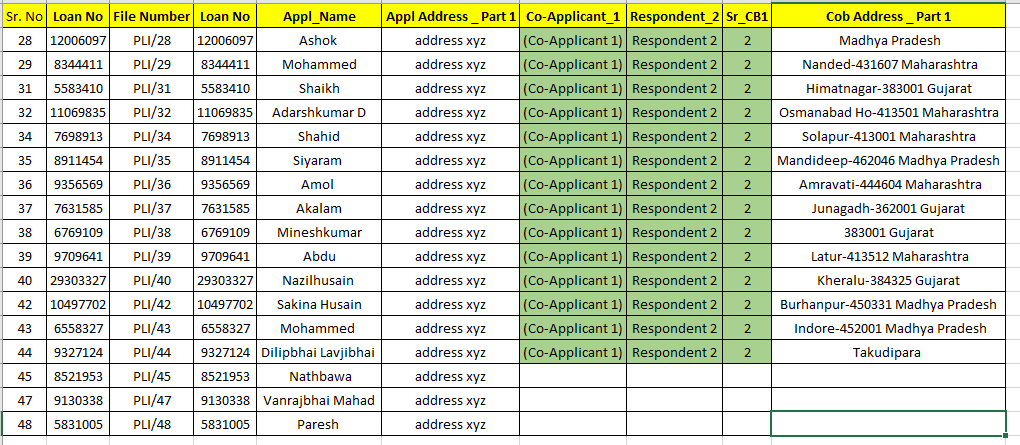 Sr. No Loan No File Number Loan No Appl_Name Appl Address _ Part 1 Co-Applicant_1 Respondent_2 Sr_CB1 Cob Address _ Part 1
28 12006097 PLI/28 12006097 Ashok address xyz (Co-Applicant 1) Respondent 2 2 Madhya Pradesh
29 8344411 PLI/29 8344411 Mohammed address xyz (Co-Applicant 1) Respondent 2 2 Nanded-431607 Maharashtra
31 5583410 PLI/31 5583410 Shaikh address xyz (Co-Applicant 1) Respondent 2 2 Himatnagar-383001 Gujarat
32 11069835 PLI/32 11069835 Adarshkumar D address xyz (Co-Applicant 1) Respondent 2 2 Osmanabad Ho-413501 Maharashtra
34 7698913 PLI/34 7698913 Shahid address xyz (Co-Applicant 1) Respondent 2 2 Solapur-413001 Maharashtra
35 8911454 PLI/35 8911454 Siyaram address xyz (Co-Applicant 1) Respondent 2 2 Mandideep-462046 Madhya Pradesh
36 9356569 PLI/36 9356569 Amol address xyz (Co-Applicant 1) Respondent 2 2 Amravati-444604 Maharashtra
37 7631585 PLI/37 7631585 Akalam address xyz (Co-Applicant 1) Respondent 2 2 Junagadh-362001 Gujarat
38 6769109 PLI/38 6769109 Mineshkumar address xyz (Co-Applicant 1) Respondent 2 2 383001 Gujarat
39 9709641 PLI/39 9709641 Abdu address xyz (Co-Applicant 1) Respondent 2 2 Latur-413512 Maharashtra
40 29303327 PLI/40 29303327 Nazilhusain address xyz (Co-Applicant 1) Respondent 2 2 Kheralu-384325 Gujarat
42 10497702 PLI/42 10497702 Sakina Husain address xyz (Co-Applicant 1) Respondent 2 2 Burhanpur-450331 Madhya Pradesh
43 6558327 PLI/43 6558327 Mohammed address xyz (Co-Applicant 1) Respondent 2 2 Indore-452001 Madhya Pradesh
44 9327124 PLI/44 9327124 Dilipbhai Lavjibhai address xyz (Co-Applicant 1) Respondent 2 2 Takudipara
45 8521953 PLI/45 8521953 Nathbawa address xyz
47 9130338 PLI/47 9130338 Vanrajbhai Mahad address xyz
48 5831005 PLI/48 5831005 Paresh address xyz